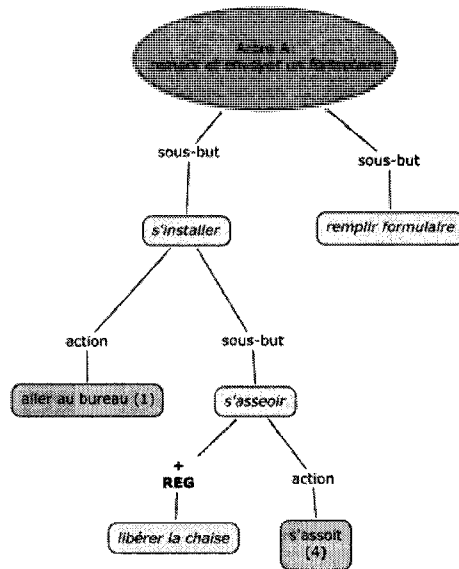 Arbre A:
remplir et envoyer un formulaire
sous-but
sous-but
s'installer
remplir formulaire
action
sous-but
aller au bureau (1)
s'asseoir
+
REG
action
libérer la chaise
s'assoit
(4)